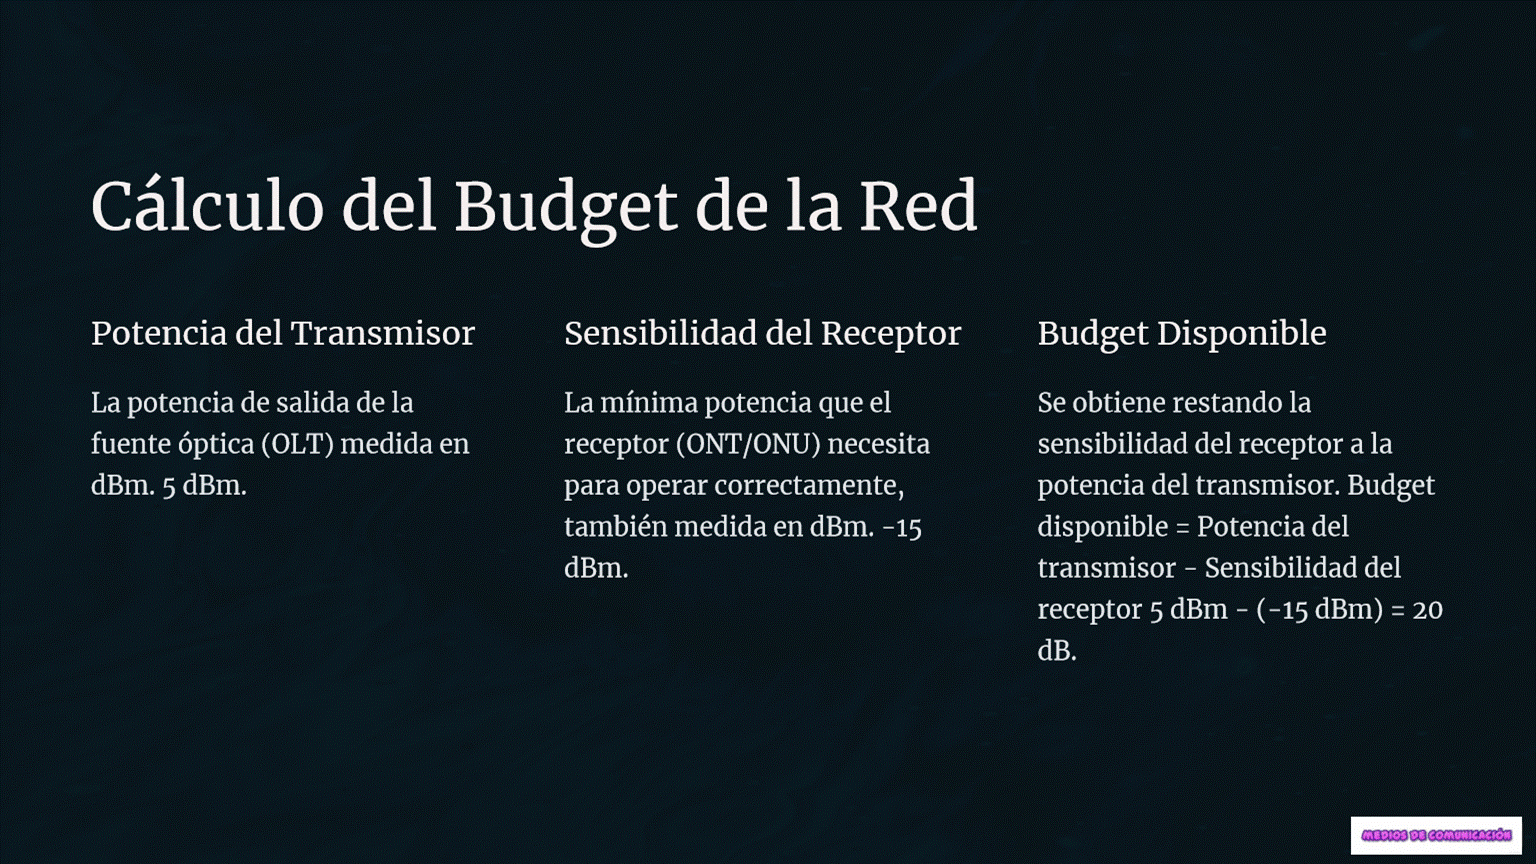 Cálculo del Budget de la Red
Potencia del Transmisor
La potencia de salida de la
fuente óptica (OLT) medida en
dBm. 5 dBm.
Sensibilidad del Receptor
La mínima potencia que el
receptor (ONT/ONU) necesita
para operar correctamente,
también medida en dBm. -15
dBm.
Budget Disponible
Se obtiene restando la
sensibilidad del receptor a la
potencia del transmisor. Budget
disponible = Potencia del
transmisor - Sensibilidad del
receptor 5 dBm - (-15 dBm) = 20
dB.
MEDIOS DE COMUNICACIÓN